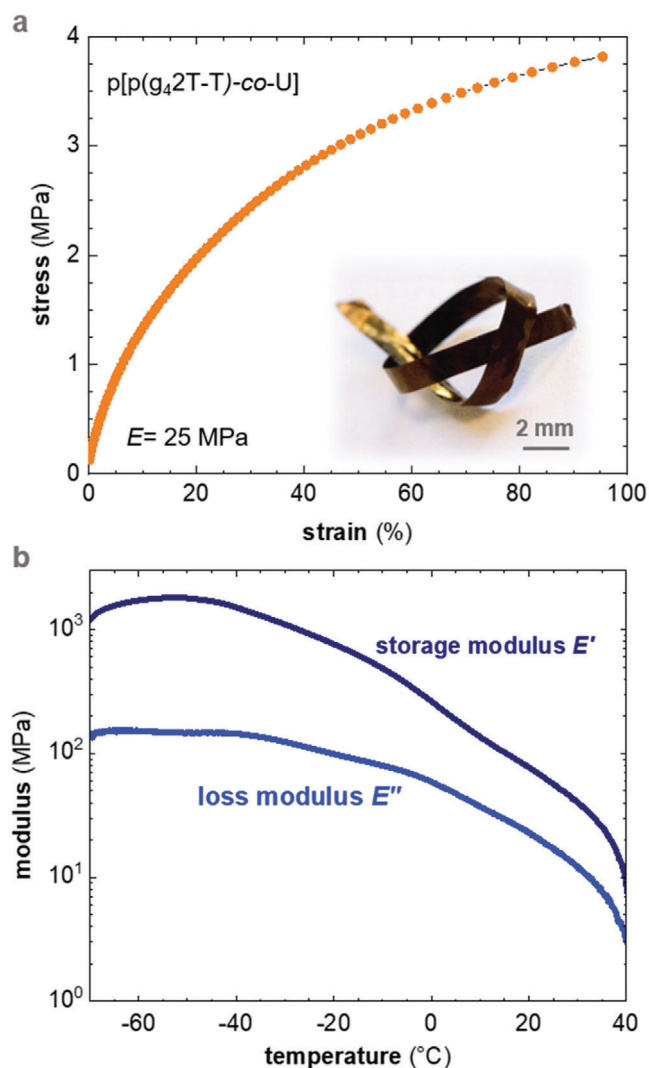 a
4
p[p(g₄2T-T)-co-U]
3
stress (MPa)
2
1
E= 25 MPa
2 mm
0
0 20 40 60 80 100
strain (%)
b
10³
storage modulus E′
10²
loss modulus E″
modulus (MPa)
10¹
10⁰
-60 -40 -20 0 20 40
temperature (°C)